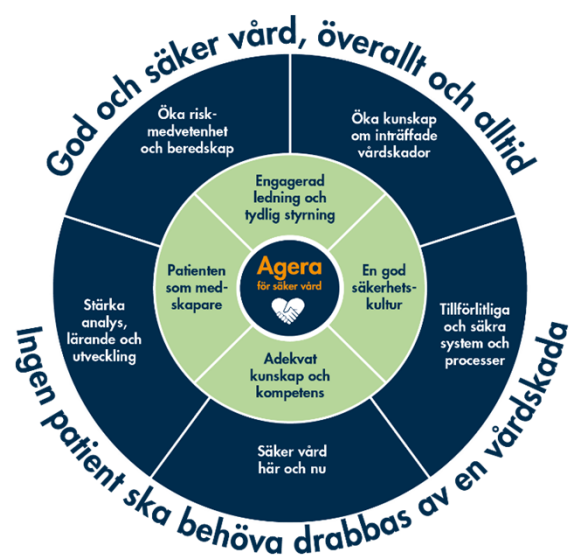 God och säker vård, överallt och alltid
Öka risk-
medvetenhet
och beredskap
Öka kunskap
om inträffade
vårdskador
Engagerad
ledning och
tydlig styrning
Patienten
som med-
skapare
Agera
för säker vård
En god
säkerhets-
kultur
Stärka
analys,
lärande och
utveckling
Tillförlitliga
och säkra
system och
processer
Adekvat
kunskap och
kompetens
Säker vård
här och nu
Ingen patient ska behöva drabbas av en vårdskada